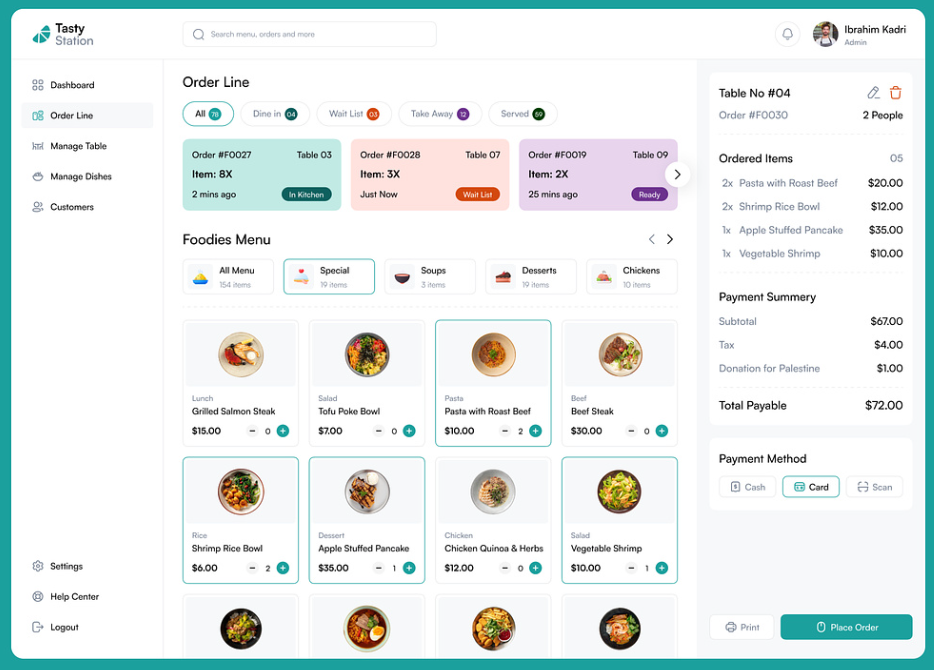 Tasty
Station
Search menu, orders and more
Ibrahim Kadri
Admin
Dashboard
Order Line
Manage Table
Manage Dishes
Customers
Settings
Help Center
Logout
Order Line
All 78
Dine in 04
Wait List 03
Take Away 12
Served 59
Order #F0027 Table 03
Item: 8X
2 mins ago In Kitchen
Order #F0028 Table 07
Item: 3X
Just Now Wait List
Order #F0019 Table 09
Item: 2X
25 mins ago Ready
Foodies Menu
All Menu
154 items
Special
19 items
Soups
3 items
Desserts
19 items
Chickens
10 items
Lunch
Grilled Salmon Steak
$15.00 − 0 +
Salad
Tofu Poke Bowl
$7.00 − 0 +
Pasta
Pasta with Roast Beef
$10.00 − 2 +
Beef
Beef Steak
$30.00 − 0 +
Rice
Shrimp Rice Bowl
$6.00 − 2 +
Dessert
Apple Stuffed Pancake
$35.00 − 1 +
Chicken
Chicken Quinoa & Herbs
$12.00 − 0 +
Salad
Vegetable Shrimp
$10.00 − 1 +
Table No #04
Order #F0030 2 People
Ordered Items 05
2x Pasta with Roast Beef $20.00
2x Shrimp Rice Bowl $12.00
1x Apple Stuffed Pancake $35.00
1x Vegetable Shrimp $10.00
Payment Summery
Subtotal $67.00
Tax $4.00
Donation for Palestine $1.00
Total Payable $72.00
Payment Method
Cash
Card
Scan
Print
Place Order